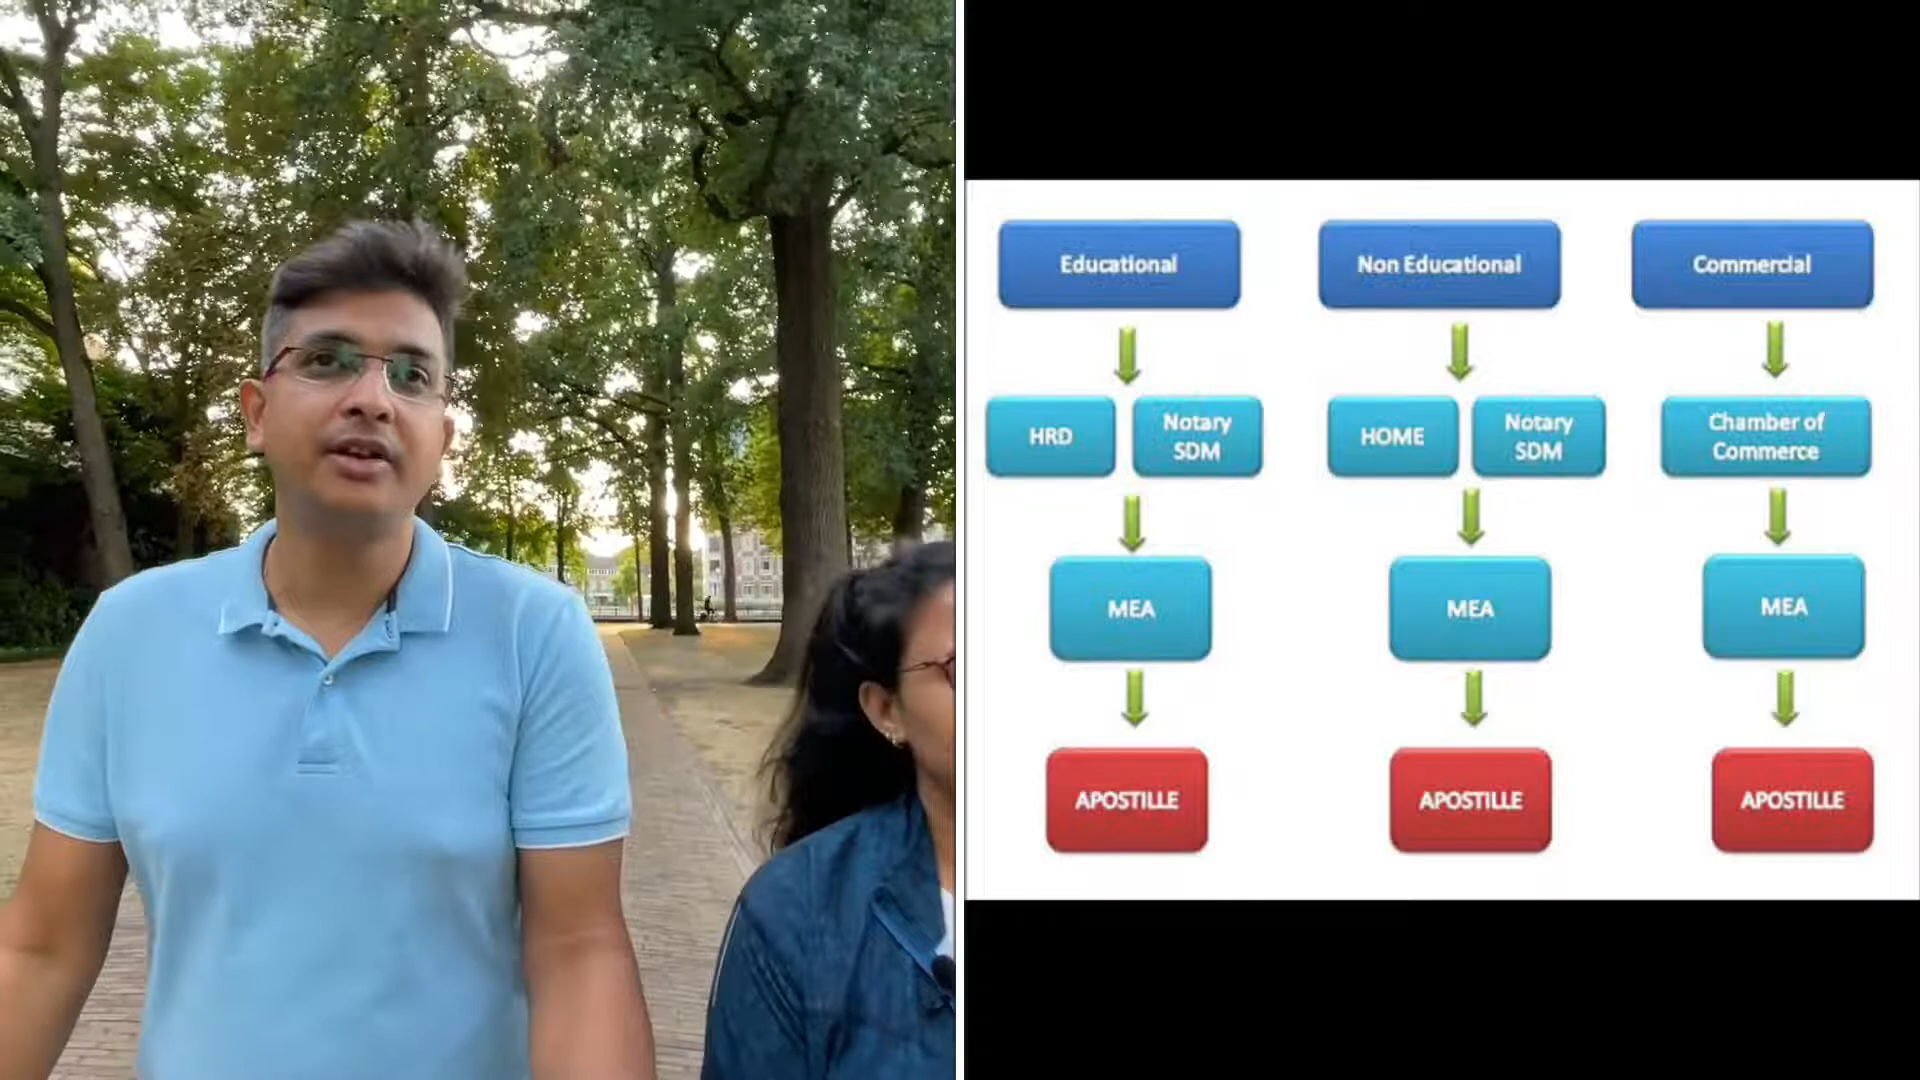 Educational
Non Educational
Commercial
HRD
Notary
SDM
HOME
Notary
SDM
Chamber of
Commerce
MEA
MEA
MEA
APOSTILLE
APOSTILLE
APOSTILLE